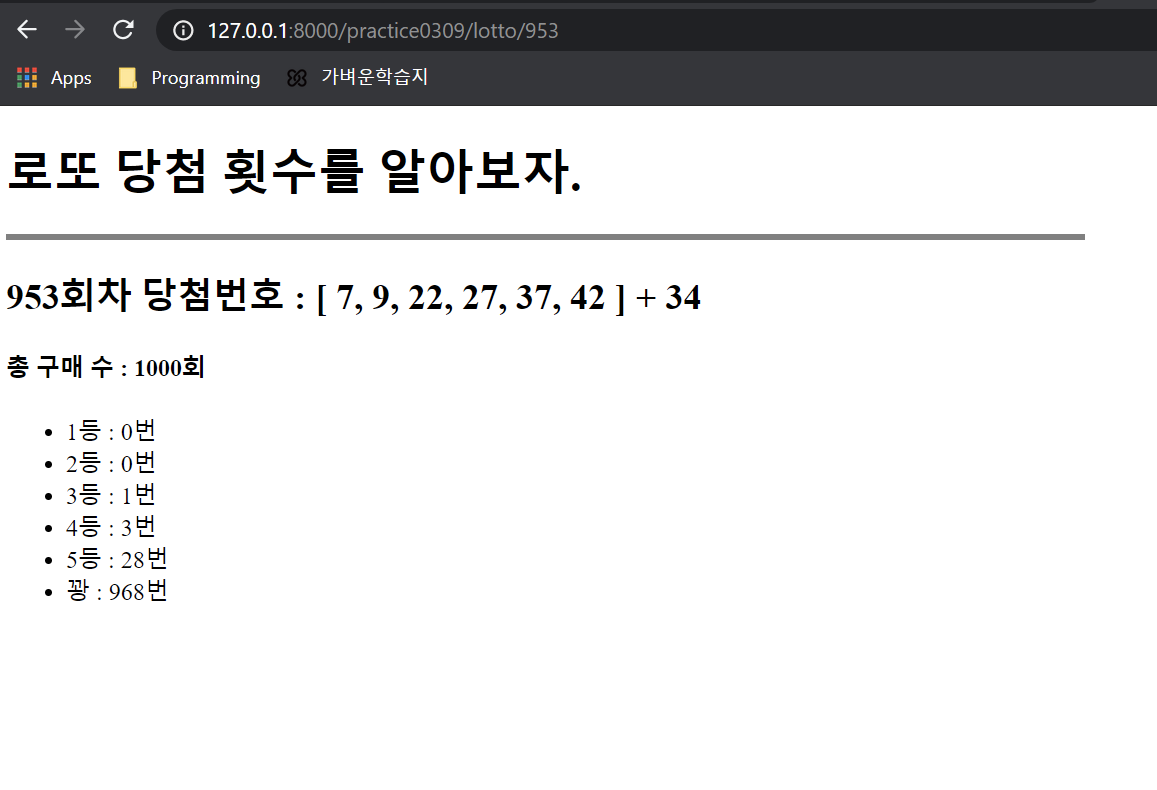 127.0.0.1:8000/practice0309/lotto/953
Apps Programming 가벼운학습지
로또 당첨 횟수를 알아보자.
953회차 당첨번호 : [ 7, 9, 22, 27, 37, 42 ] + 34
총 구매 수 : 1000회
1등 : 0번
2등 : 0번
3등 : 1번
4등 : 3번
5등 : 28번
꽝 : 968번